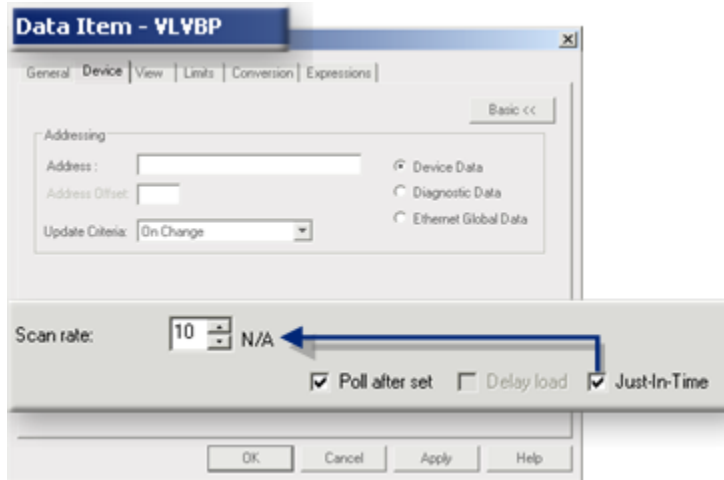 Data Item - VLVBP
General Device View Limits Conversion Expressions
Basic <<
Addressing
Address :
Device Data
Address Offset:
Diagnostic Data
Ethernet Global Data
Update Criteria: On Change
Scan rate: 10 N/A
Poll after set Delay load Just-In-Time
OK Cancel Apply Help